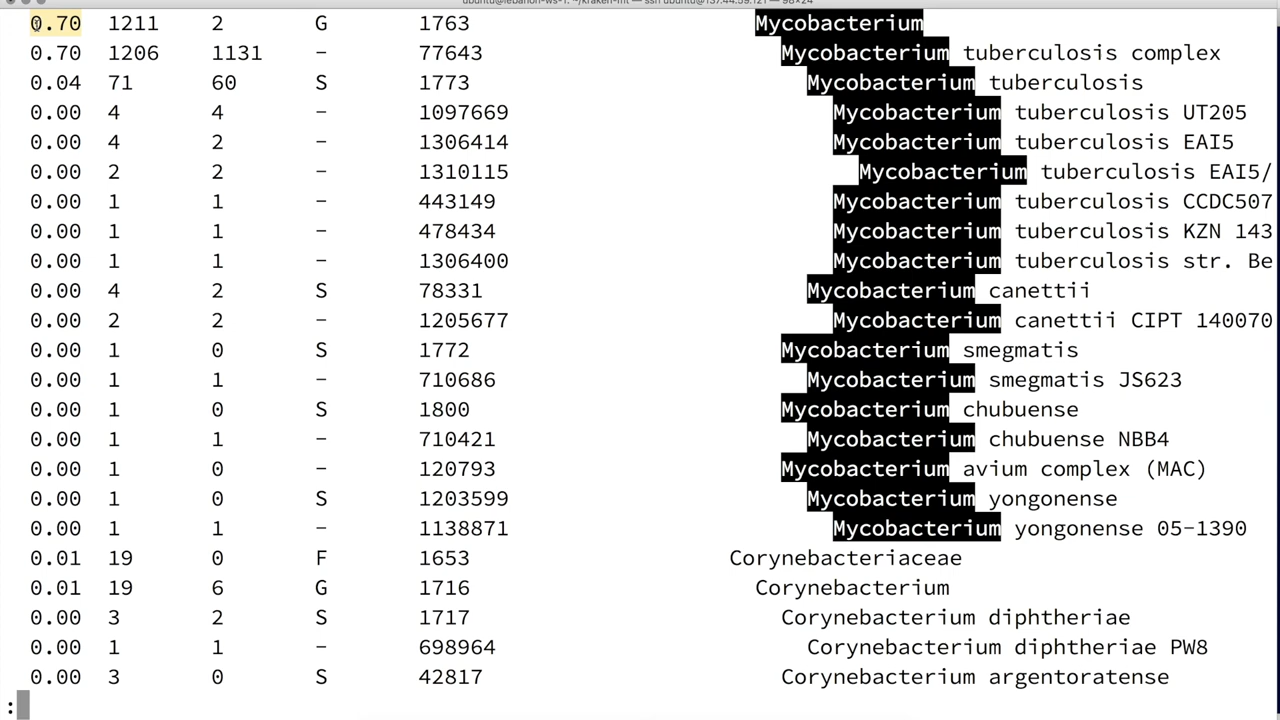 0.70 1211 2 G 1763 Mycobacterium
0.70 1206 1131 - 77643 Mycobacterium tuberculosis complex
0.04 71 60 S 1773 Mycobacterium tuberculosis
0.00 4 4 - 1097669 Mycobacterium tuberculosis UT205
0.00 4 2 - 1306414 Mycobacterium tuberculosis EAI5
0.00 2 2 - 1310115 Mycobacterium tuberculosis EAI5/
0.00 1 1 - 443149 Mycobacterium tuberculosis CCDC507
0.00 1 1 - 478434 Mycobacterium tuberculosis KZN 143
0.00 1 1 - 1306400 Mycobacterium tuberculosis str. Be
0.00 4 2 S 78331 Mycobacterium canettii
0.00 2 2 - 1205677 Mycobacterium canettii CIPT 140070
0.00 1 0 S 1772 Mycobacterium smegmatis
0.00 1 1 - 710686 Mycobacterium smegmatis JS623
0.00 1 0 S 1800 Mycobacterium chubuense
0.00 1 1 - 710421 Mycobacterium chubuense NBB4
0.00 1 0 - 120793 Mycobacterium avium complex (MAC)
0.00 1 0 S 1203599 Mycobacterium yongonense
0.00 1 1 - 1138871 Mycobacterium yongonense 05-1390
0.01 19 0 F 1653 Corynebacteriaceae
0.01 19 6 G 1716 Corynebacterium
0.00 3 2 S 1717 Corynebacterium diphtheriae
0.00 1 1 - 698964 Corynebacterium diphtheriae PW8
0.00 3 0 S 42817 Corynebacterium argentoratense
: